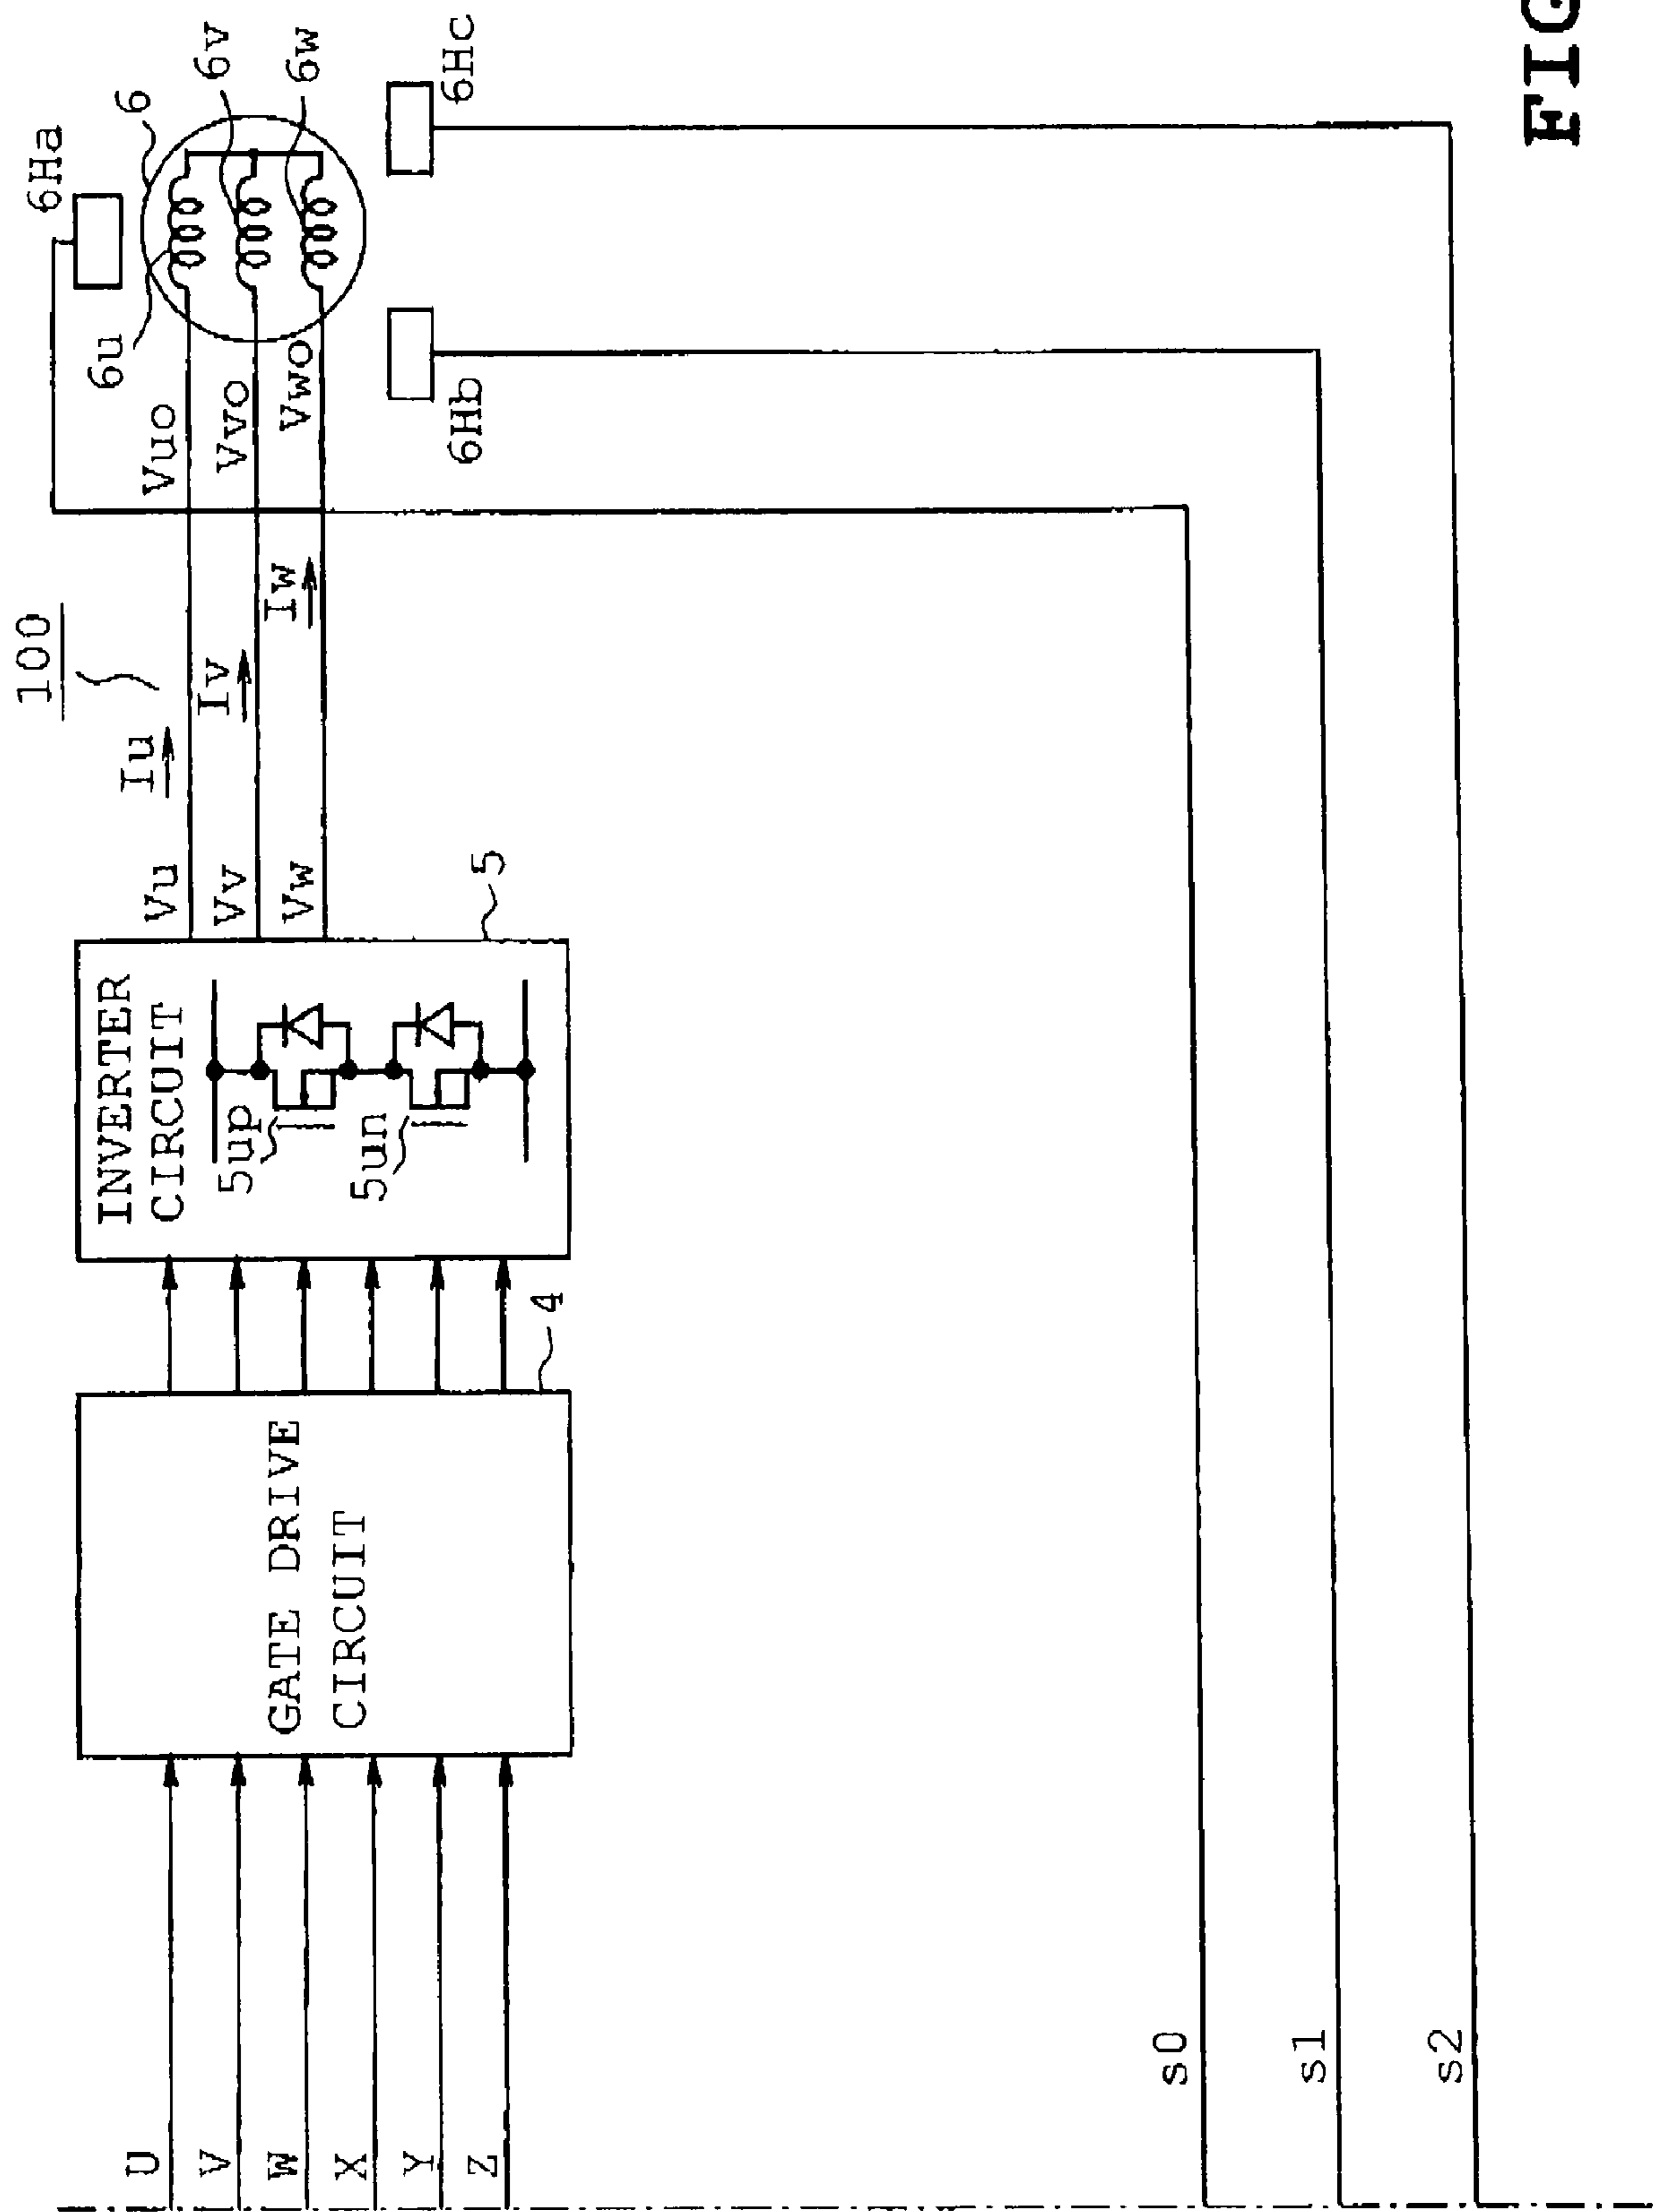 100
6Ha
6
6v
6w
6u
6Hb
6Hc
Vuo
Vvo
Vwo
Iu
Iv
Iw
Vu
Vv
Vw
INVERTER
CIRCUIT
5up
5un
5
GATE DRIVE
CIRCUIT
4
U
V
W
X
Y
Z
s0
s1
s2
FIG